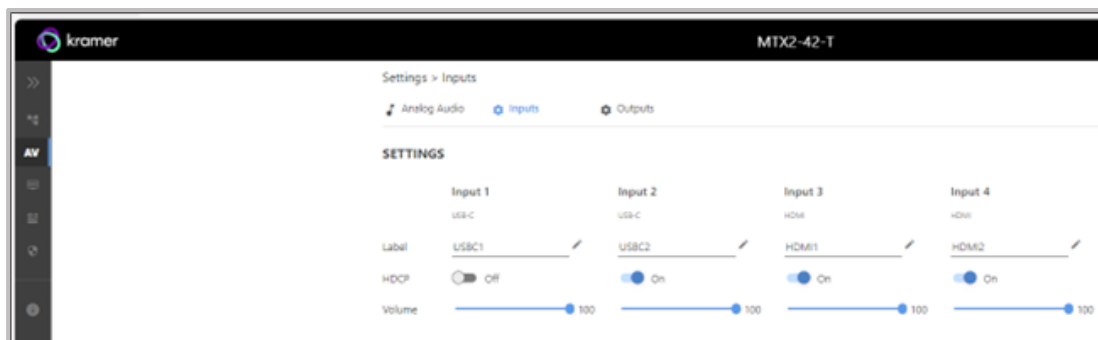 kramer MTX2-42-T
Settings > Inputs
Analog Audio Inputs Outputs
AV
SETTINGS
Input 1 Input 2 Input 3 Input 4
USB-C USB-C HDMI HDMI
Label USBC1 USBC2 HDMI1 HDMI2
HDCP Off On On On
Volume 100 100 100 100